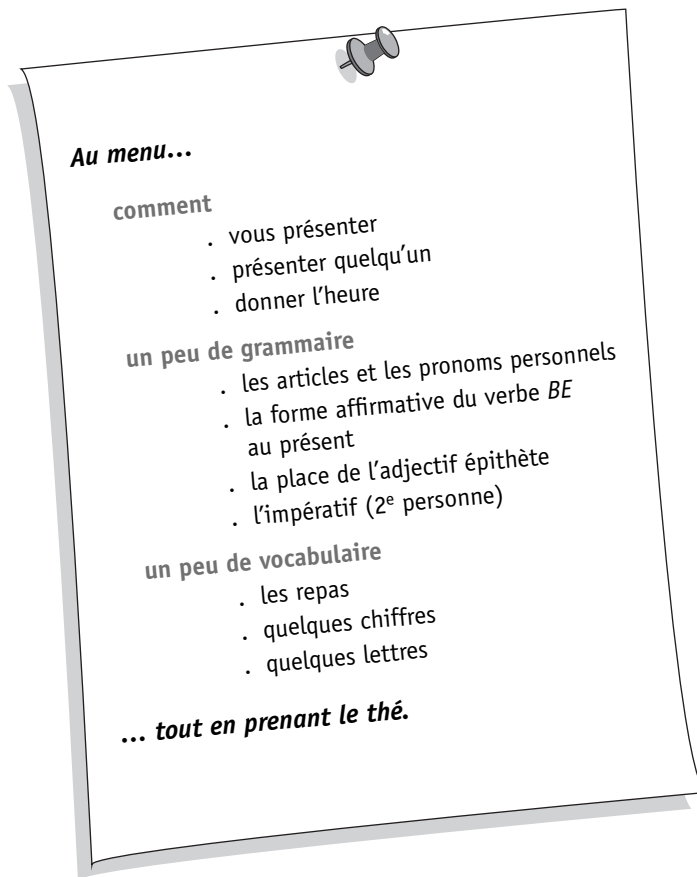 Au menu...
comment
. vous présenter
. présenter quelqu'un
. donner l'heure
un peu de grammaire
. les articles et les pronoms personnels
. la forme affirmative du verbe BE
au présent
. la place de l'adjectif épithète
. l'impératif (2e personne)
un peu de vocabulaire
. les repas
. quelques chiffres
. quelques lettres
... tout en prenant le thé.